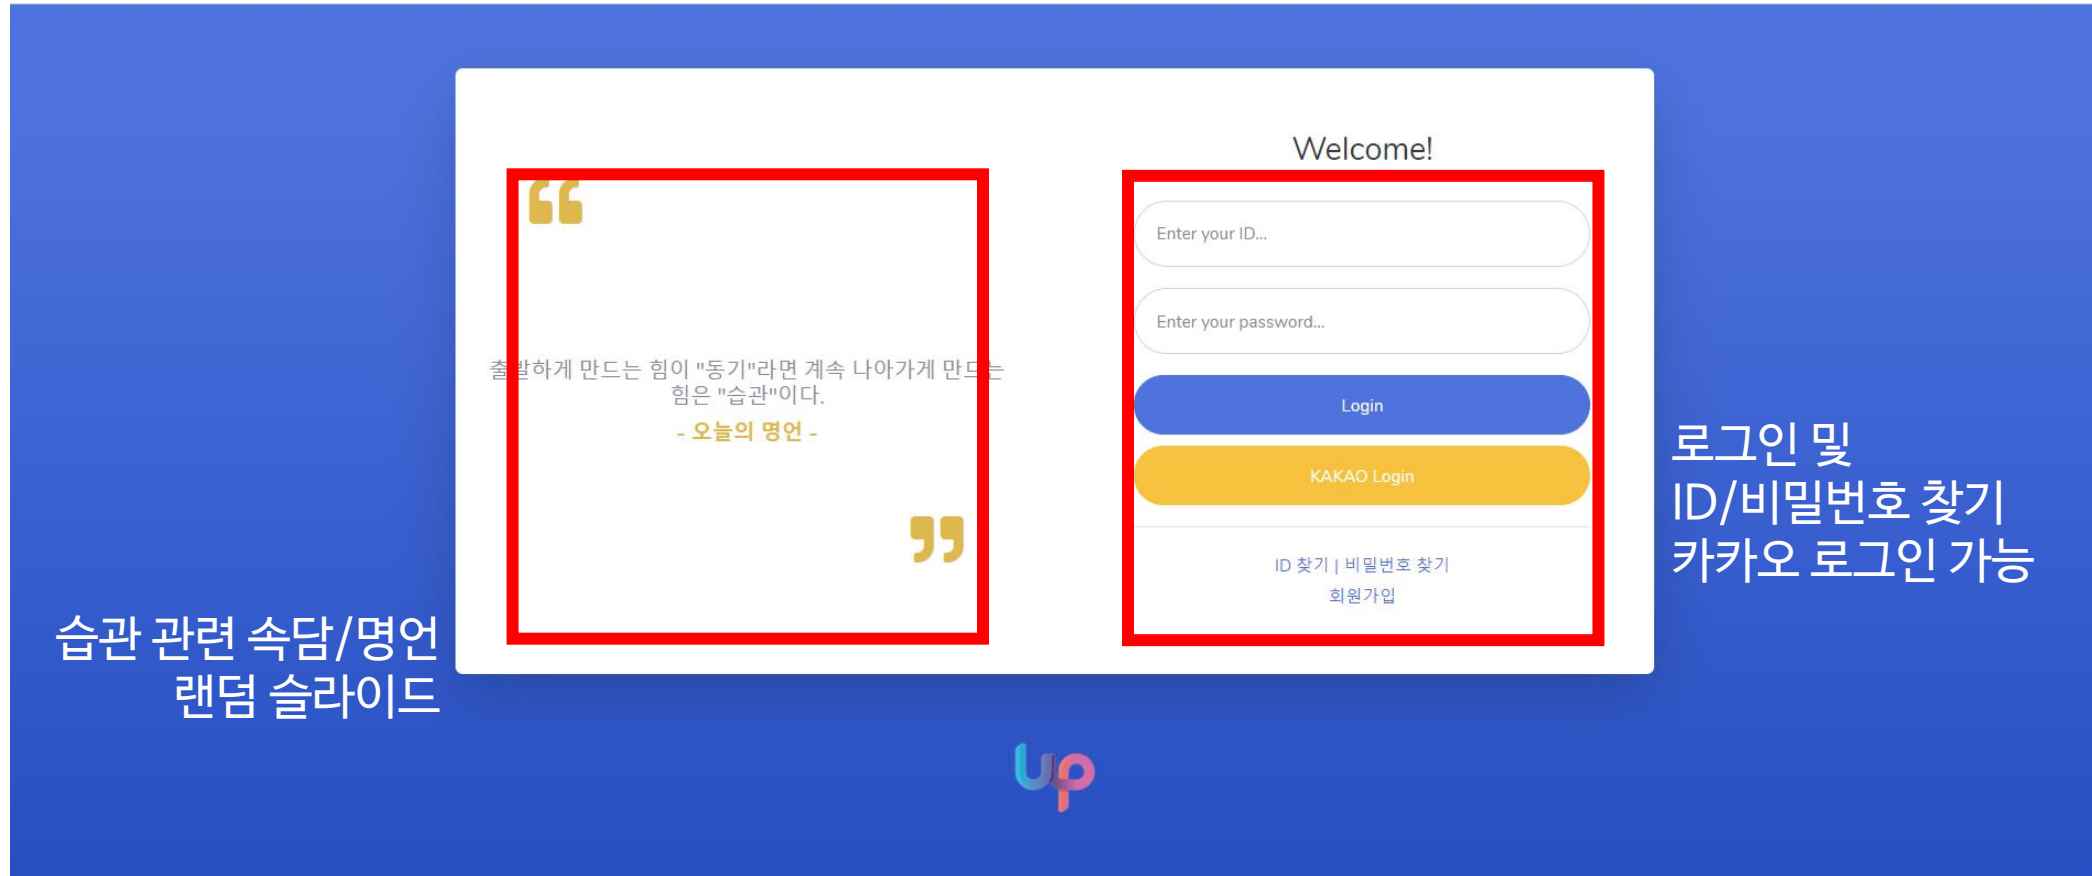 Welcome!
Enter your ID...
Enter your password...
출발하게 만드는 힘이 "동기"라면 계속 나아가게 만드는
힘은 "습관"이다.
- 오늘의 명언 -
Login
KAKAO Login
ID 찾기 | 비밀번호 찾기
회원가입
로그인 및
ID/비밀번호 찾기
카카오 로그인 가능
습관 관련 속담/명언
랜덤 슬라이드
up